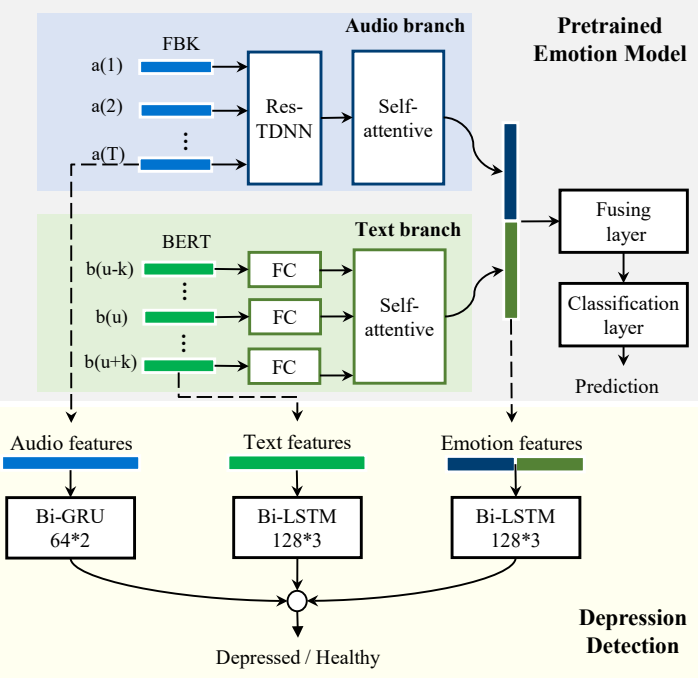 Audio branch
Pretrained
Emotion Model
FBK
a(1)
a(2)
a(T)
Res-
TDNN
Self-
attentive
Text branch
BERT
b(u-k)
b(u)
b(u+k)
FC
FC
FC
Self-
attentive
Fusing
layer
Classification
layer
Prediction
Audio features
Text features
Emotion features
Bi-GRU
64*2
Bi-LSTM
128*3
Bi-LSTM
128*3
Depression
Detection
Depressed / Healthy